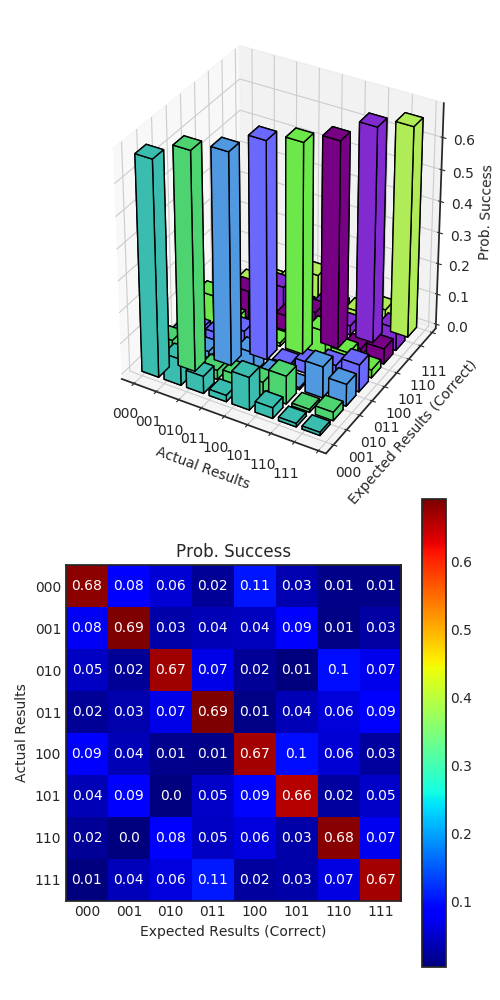 0.6
0.5
0.4
0.3
0.2
0.1
0.0
Prob. Success
000
001
010
011
100
101
110
111
Actual Results
000
001
010
011
100
101
110
111
Expected Results (Correct)
Prob. Success
000 0.68 0.08 0.06 0.02 0.11 0.03 0.01 0.01
001 0.08 0.69 0.03 0.04 0.04 0.09 0.01 0.03
010 0.05 0.02 0.67 0.07 0.02 0.01 0.1 0.07
011 0.02 0.03 0.07 0.69 0.01 0.04 0.06 0.09
100 0.09 0.04 0.01 0.01 0.67 0.1 0.06 0.03
101 0.04 0.09 0.0 0.05 0.09 0.66 0.02 0.05
110 0.02 0.0 0.08 0.05 0.06 0.03 0.68 0.07
111 0.01 0.04 0.06 0.11 0.02 0.03 0.07 0.67
000 001 010 011 100 101 110 111
Expected Results (Correct)
Actual Results
0.6
0.5
0.4
0.3
0.2
0.1